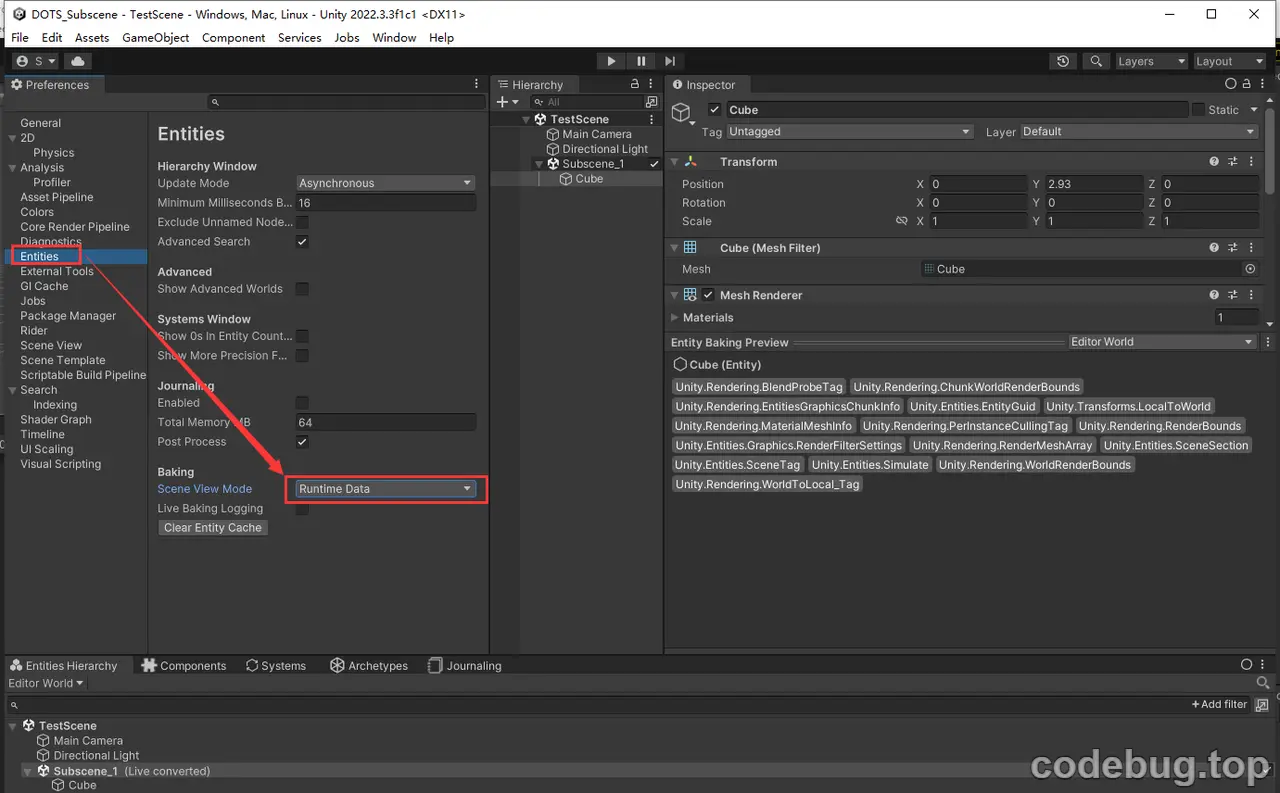 DOTS_Subscene - TestScene - Windows, Mac, Linux - Unity 2022.3.3f1c1 <DX11>
File Edit Assets GameObject Component Services Jobs Window Help
S Layers Layout
Preferences
General
2D
Physics
Analysis
Profiler
Asset Pipeline
Colors
Core Render Pipeline
Diagnostics
Entities
External Tools
GI Cache
Jobs
Package Manager
Rider
Scene View
Scene Template
Scriptable Build Pipeline
Search
Indexing
Shader Graph
Timeline
UI Scaling
Visual Scripting
Entities
Hierarchy Window
Update Mode Asynchronous
Minimum Milliseconds B... 16
Exclude Unnamed Node...
Advanced Search
Advanced
Show Advanced Worlds
Systems Window
Show 0s In Entity Count...
Show More Precision F...
Journaling
Enabled
Total Memory MB 64
Post Process
Baking
Scene View Mode Runtime Data
Live Baking Logging
Clear Entity Cache
Hierarchy
All
TestScene
Main Camera
Directional Light
Subscene_1
Cube
Inspector
Cube Static
Tag Untagged Layer Default
Transform
Position X 0 Y 2.93 Z 0
Rotation X 0 Y 0 Z 0
Scale X 1 Y 1 Z 1
Cube (Mesh Filter)
Mesh Cube
Mesh Renderer
Materials 1
Entity Baking Preview Editor World
Cube (Entity)
Unity.Rendering.BlendProbeTag Unity.Rendering.ChunkWorldRenderBounds
Unity.Rendering.EntitiesGraphicsChunkInfo Unity.Entities.EntityGuid Unity.Transforms.LocalToWorld
Unity.Rendering.MaterialMeshInfo Unity.Rendering.PerInstanceCullingTag Unity.Rendering.RenderBounds
Unity.Entities.Graphics.RenderFilterSettings Unity.Rendering.RenderMeshArray Unity.Entities.SceneSection
Unity.Entities.SceneTag Unity.Entities.Simulate Unity.Rendering.WorldRenderBounds
Unity.Rendering.WorldToLocal_Tag
Entities Hierarchy Components Systems Archetypes Journaling
Editor World
+ Add filter
TestScene
Main Camera
Directional Light
Subscene_1 (Live converted)
Cube
codebug.top